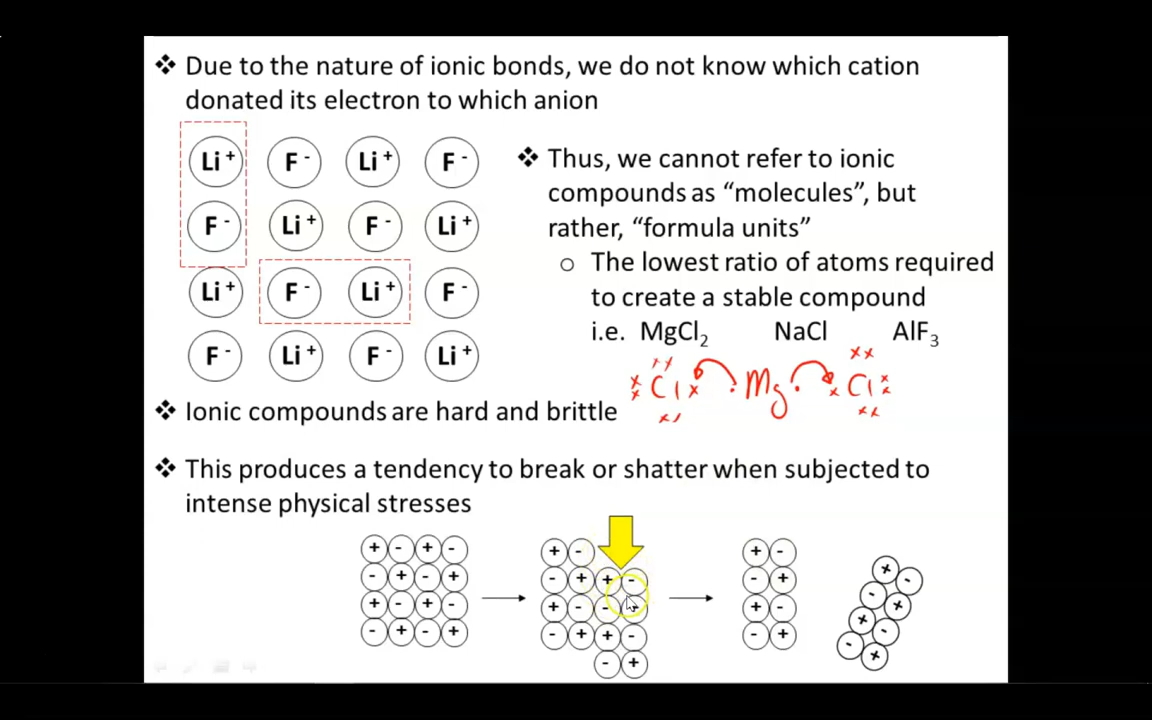 ❖ Due to the nature of ionic bonds, we do not know which cation
donated its electron to which anion
Li + F - Li + F -
F - Li + F - Li +
Li + F - Li + F -
F - Li + F - Li +
❖ Thus, we cannot refer to ionic
compounds as “molecules”, but
rather, “formula units”
o The lowest ratio of atoms required
to create a stable compound
i.e. MgCl₂ NaCl AlF₃
Cl Mg Cl
❖ Ionic compounds are hard and brittle
❖ This produces a tendency to break or shatter when subjected to
intense physical stresses
+ - + -
- + - +
+ - + -
- + - +
+ -
- + + -
+ - - +
- + + -
- +
+ -
- +
+ -
- +
+ -
- +
+ -
- +